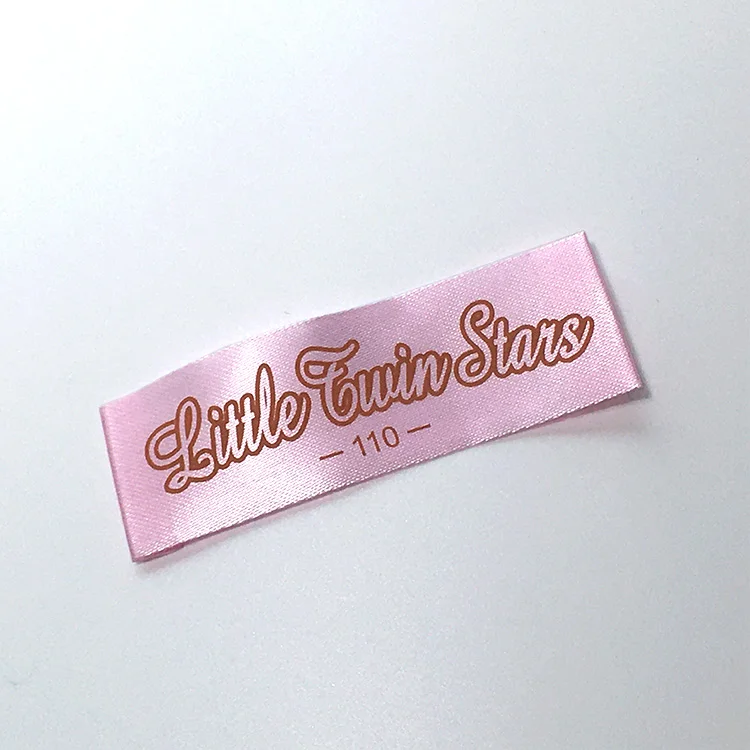 Little Twin Stars
— 110 —